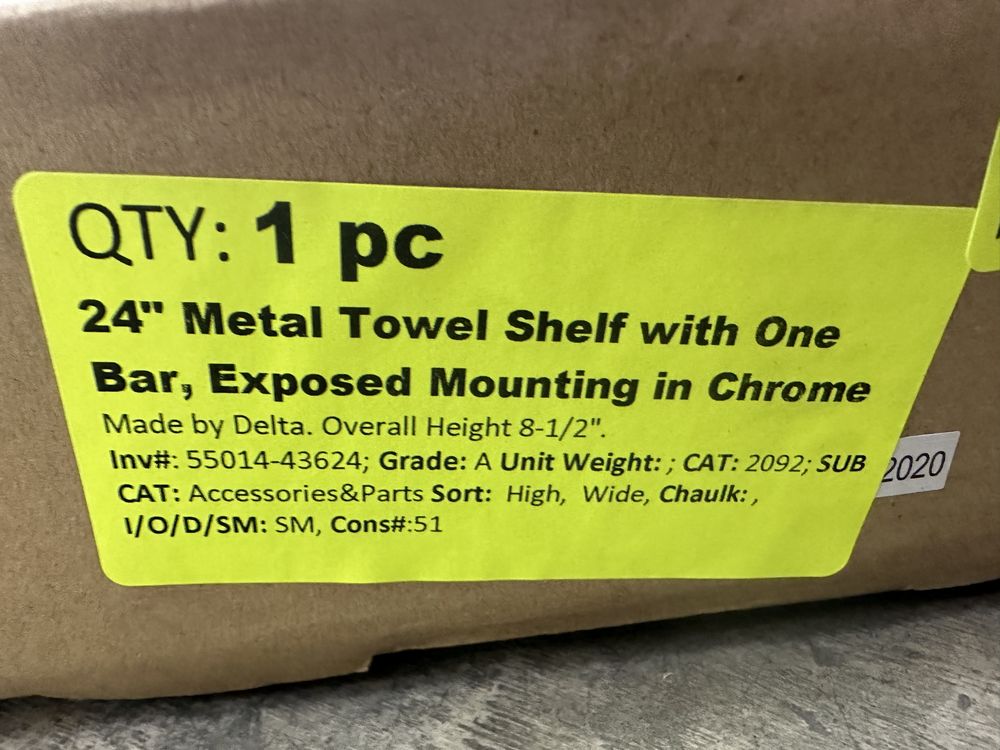 QTY: 1 pc
24" Metal Towel Shelf with One
Bar, Exposed Mounting in Chrome
Made by Delta. Overall Height 8-1/2".
Inv#: 55014-43624; Grade: A Unit Weight: ; CAT: 2092; SUB
CAT: Accessories&Parts Sort: High, Wide, Chaulk: ,
I/O/D/SM: SM, Cons#:51
2020